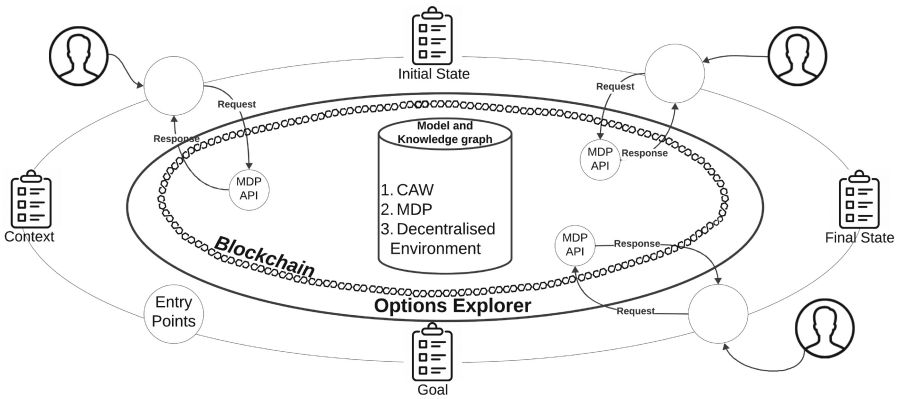 Initial State
Request
Request
Response
Model and
Knowledge graph
Response
MDP
API
MDP
API
1. CAW
2. MDP
3. Decentralised
Environment
Context
Final State
Blockchain
MDP
API
Response
Options Explorer
Request
Entry
Points
Goal